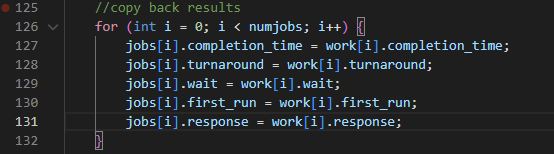 125 //copy back results
126 for (int i = 0; i < numjobs; i++) {
127 jobs[i].completion_time = work[i].completion_time;
128 jobs[i].turnaround = work[i].turnaround;
129 jobs[i].wait = work[i].wait;
130 jobs[i].first_run = work[i].first_run;
131 jobs[i].response = work[i].response;
132 }